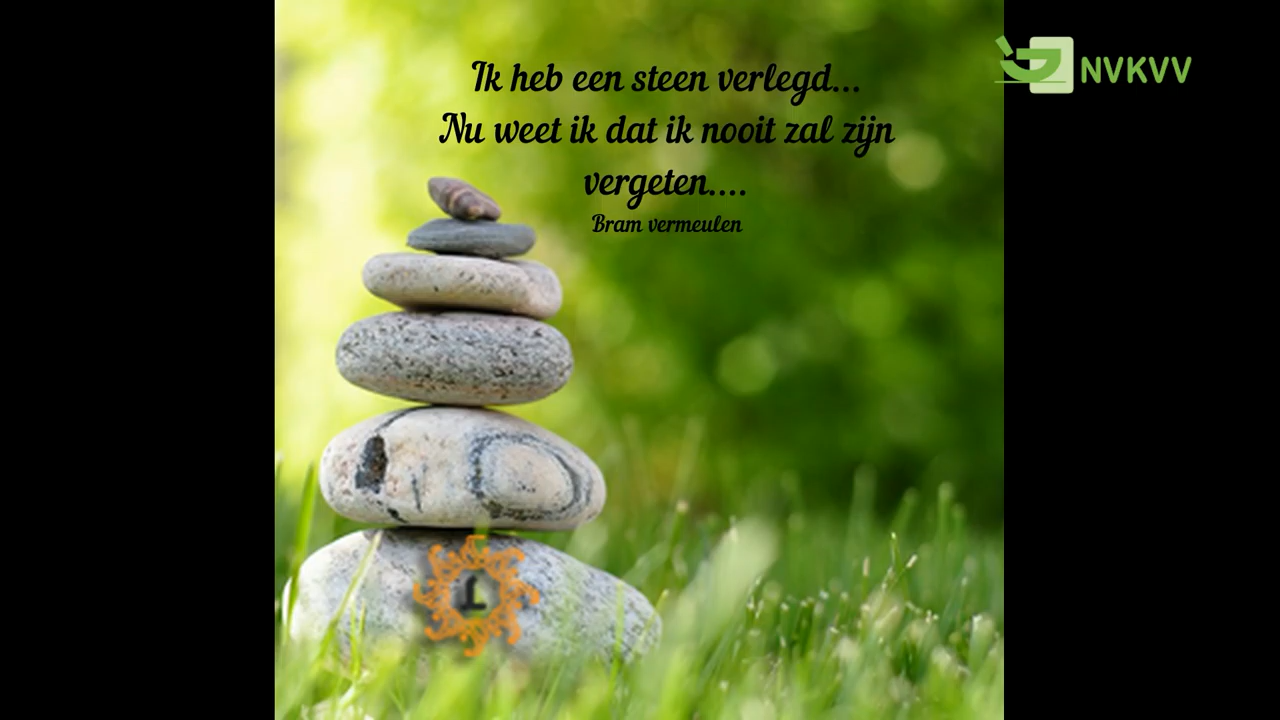 Ik heb een steen verlegd...
NVKVV
Nu weet ik dat ik nooit zal zijn
vergeten....
Bram vermeulen
L